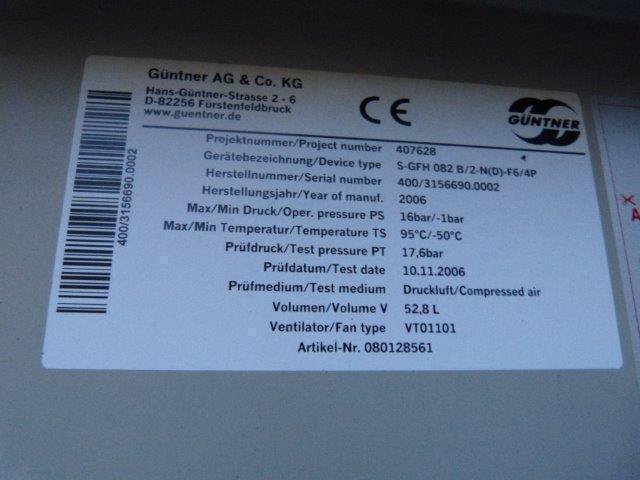 Güntner AG & Co. KG
Hans-Güntner-Strasse 2 - 6
D-82256 Fürstenfeldbruck
www.guentner.de
CE
GÜNTNER
Projektnummer/Project number 407628
Gerätebezeichnung/Device type S-GFH 082 B/2-N(D)-F6/4P
Herstellnummer/Serial number 400/3156690.0002
Herstellungsjahr/Year of manuf. 2006
Max/Min Druck/Oper. pressure PS 16bar/-1bar
Max/Min Temperatur/Temperature TS 95°C/-50°C
Prüfdruck/Test pressure PT 17,6bar
Prüfdatum/Test date 10.11.2006
Prüfmedium/Test medium Druckluft/Compressed air
Volumen/Volume V 52,8 L
Ventilator/Fan type VT01101
Artikel-Nr. 080128561
400/3156690.0002